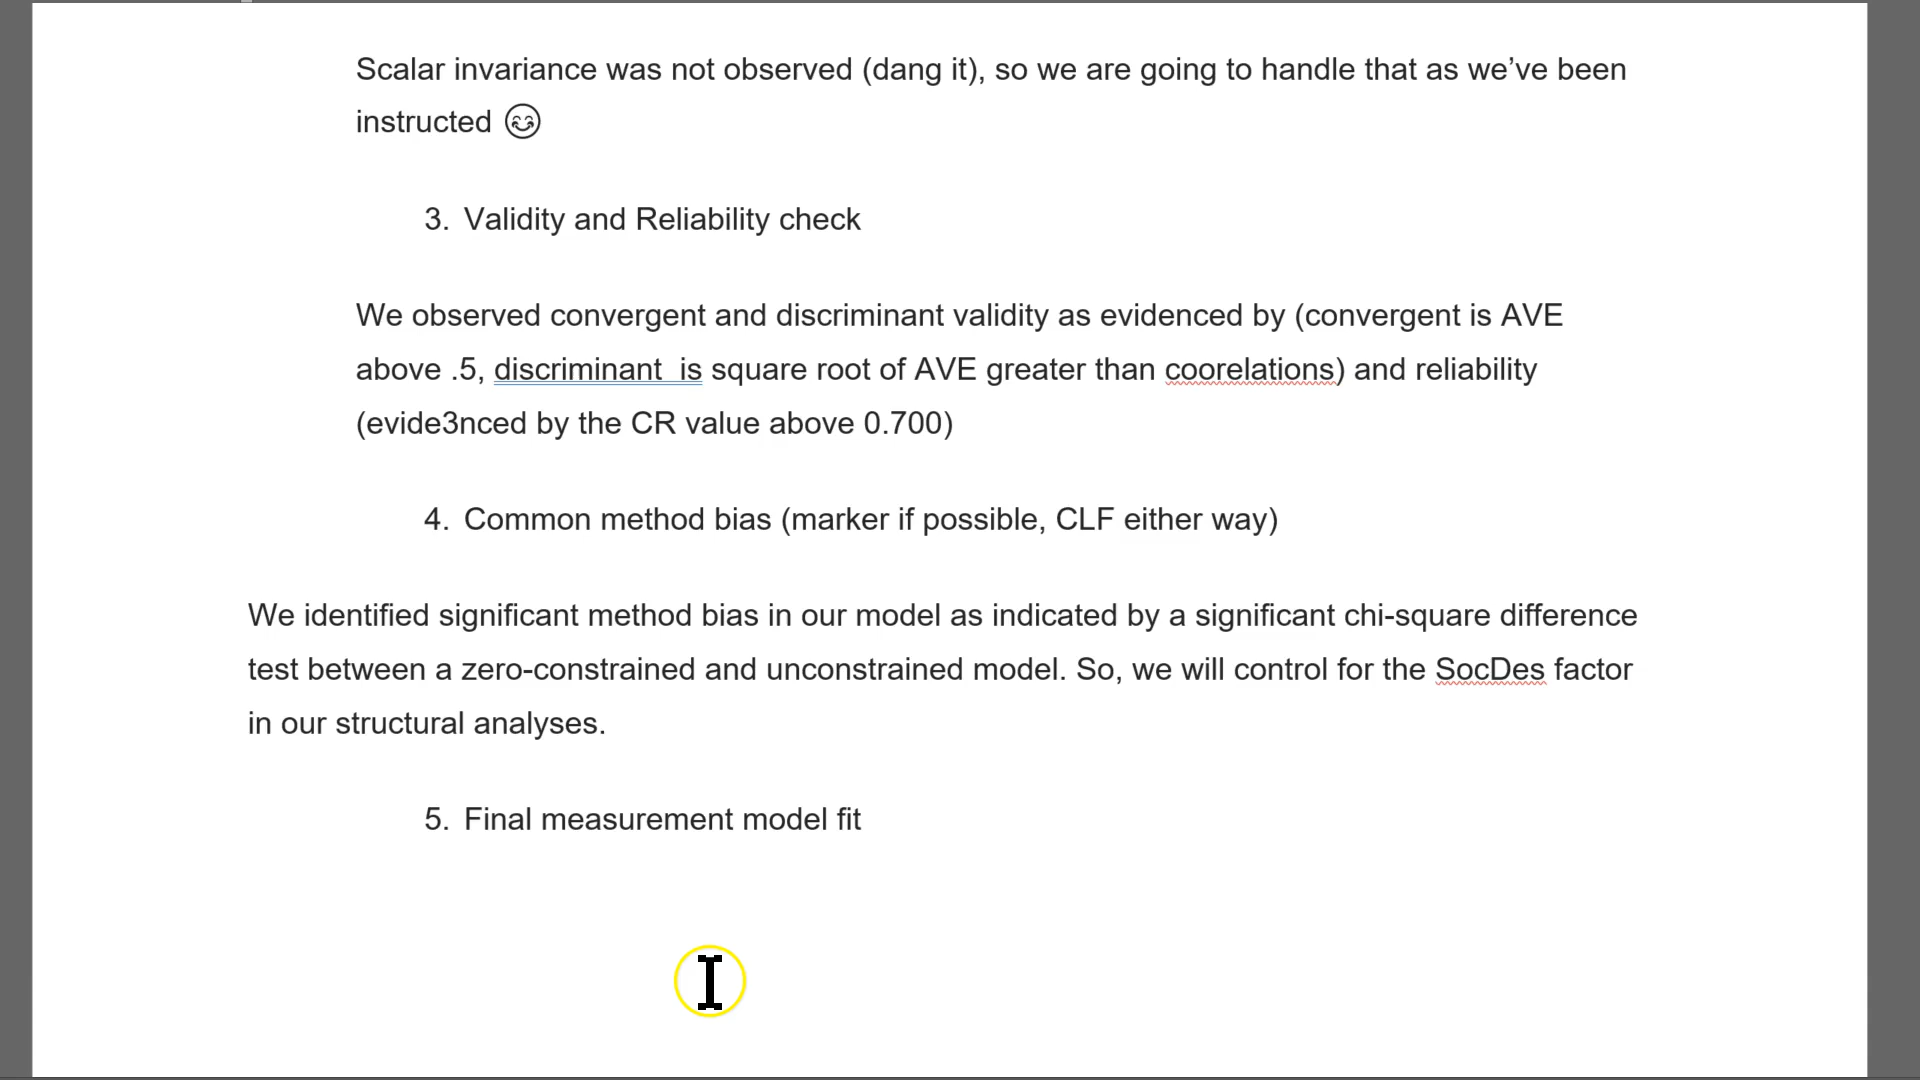 Scalar invariance was not observed (dang it), so we are going to handle that as we’ve been
instructed 😊
3. Validity and Reliability check
We observed convergent and discriminant validity as evidenced by (convergent is AVE
above .5, discriminant  is square root of AVE greater than coorelations) and reliability
(evide3nced by the CR value above 0.700)
4. Common method bias (marker if possible, CLF either way)
We identified significant method bias in our model as indicated by a significant chi-square difference
test between a zero-constrained and unconstrained model. So, we will control for the SocDes factor
in our structural analyses.
5. Final measurement model fit